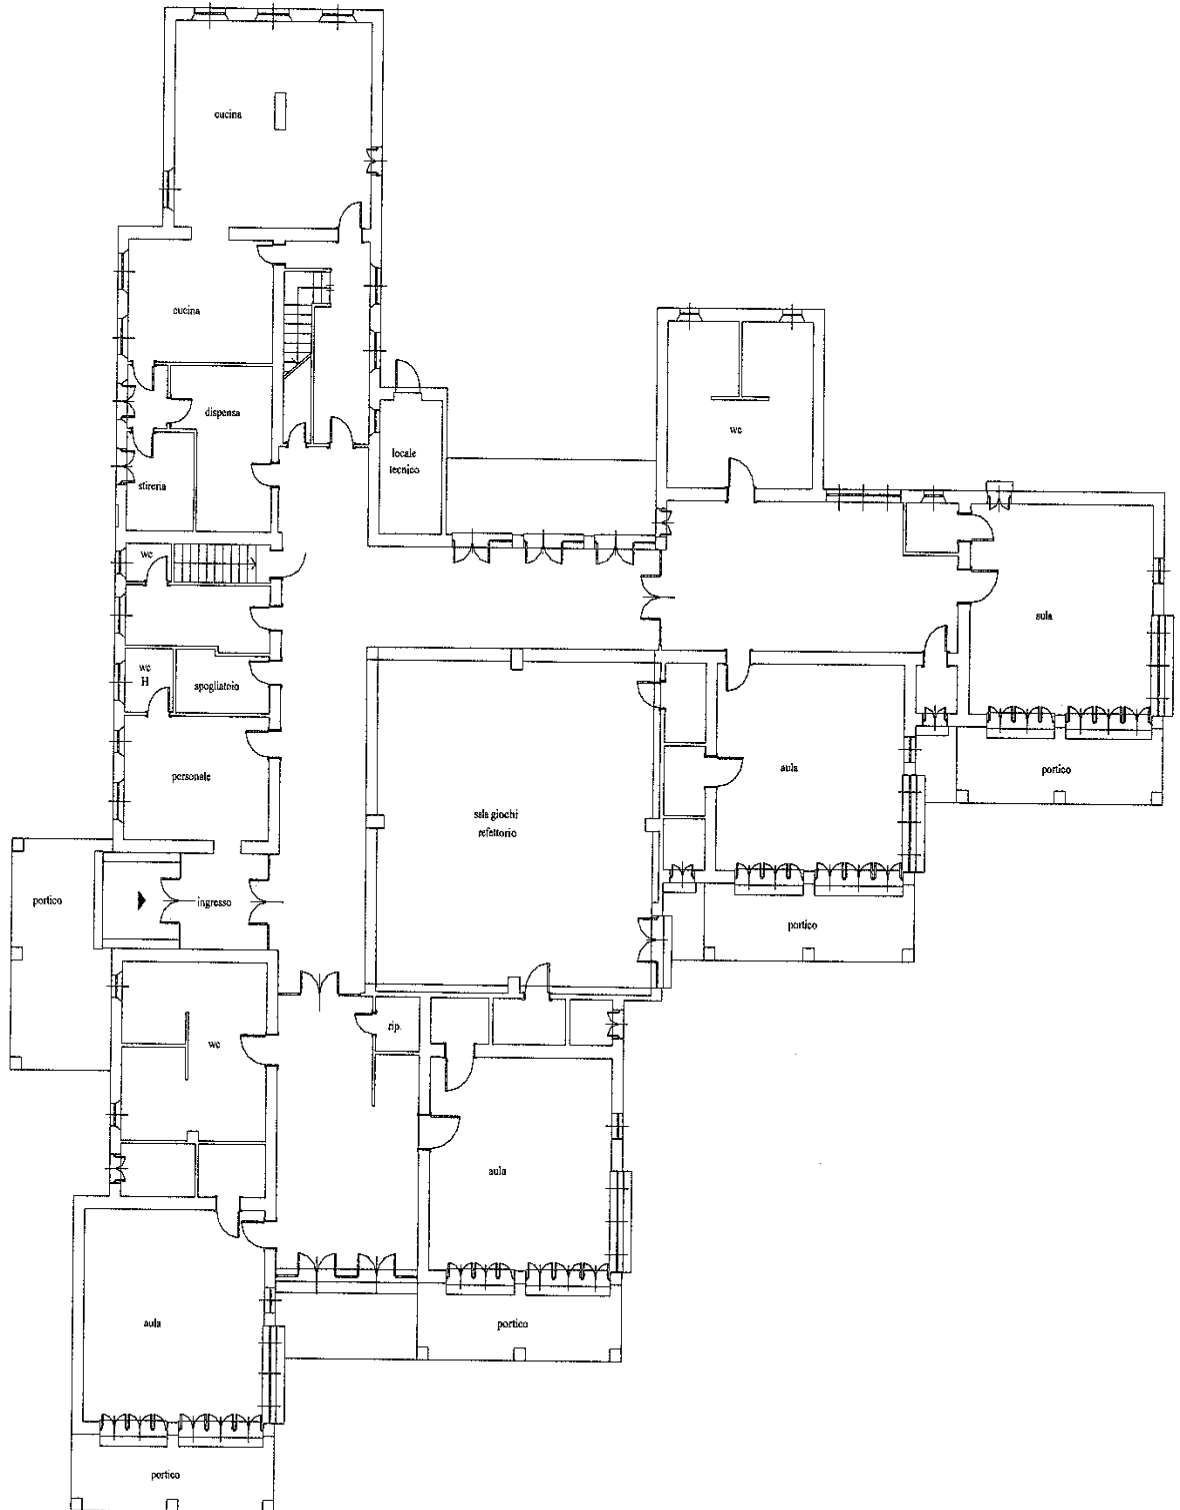 cucina
cucina
dispensa
wc
locale
tecnico
stireria
wc
aula
wc
H
spogliatoio
personale
aula
sala giochi
refettorio
portico
portico
ingresso
portico
rip.
wc
aula
aula
portico
portico